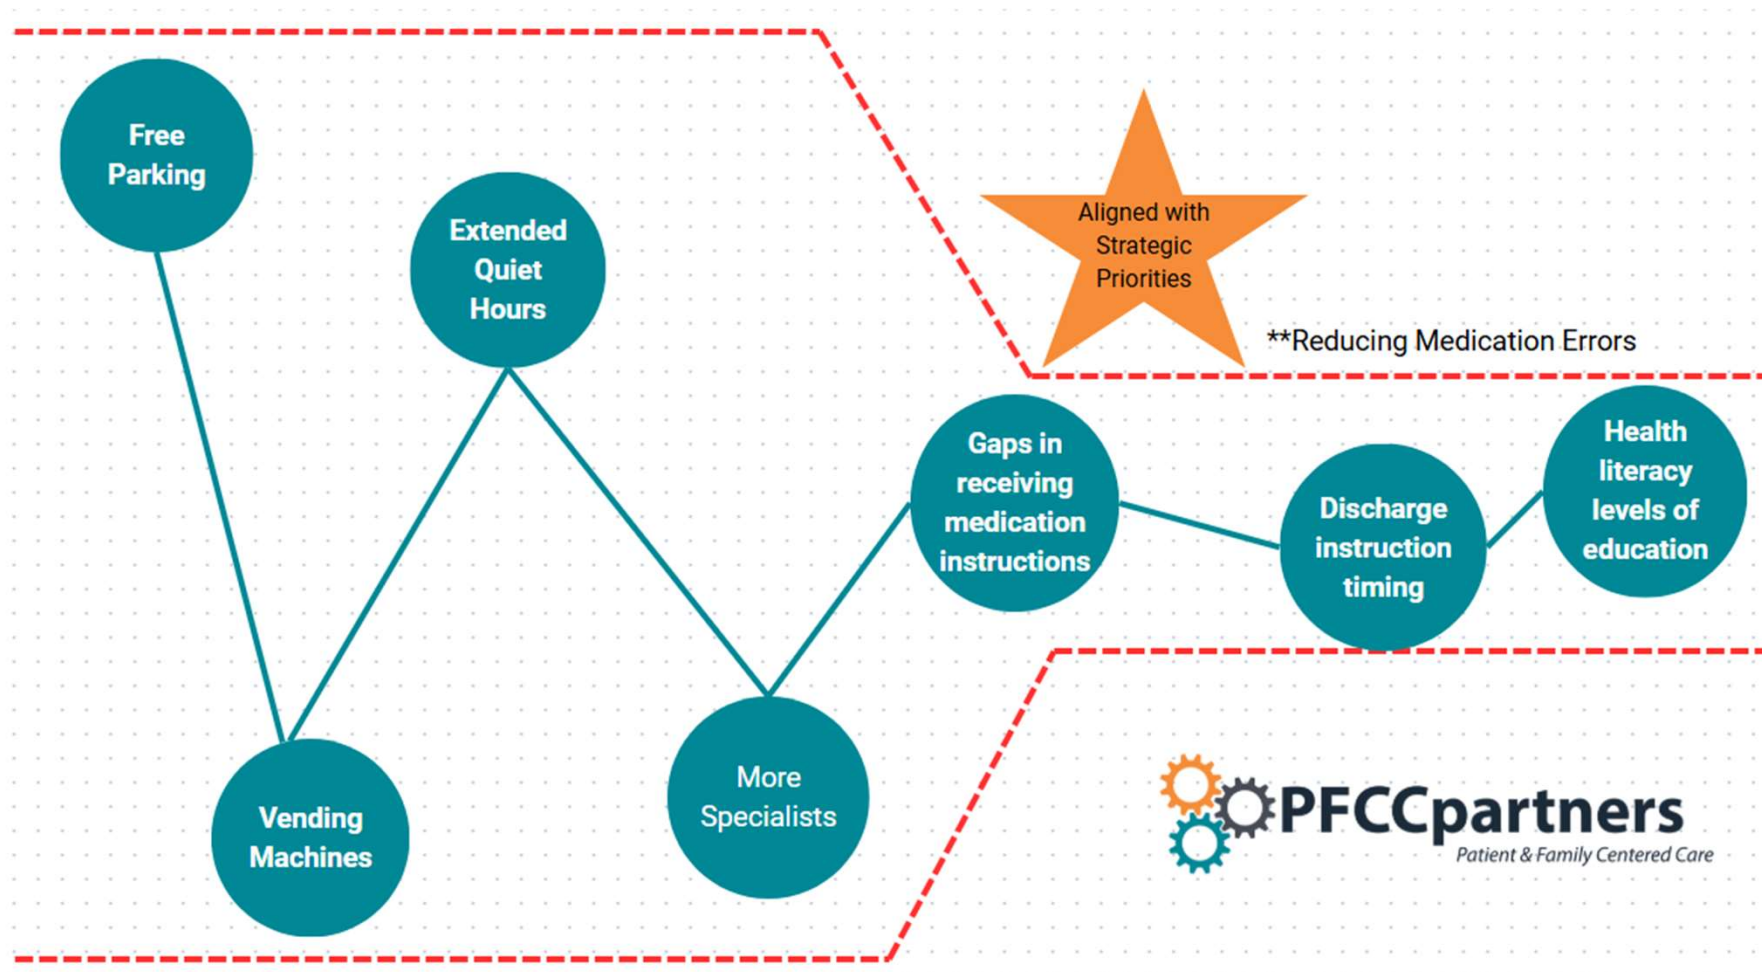 Free
Parking
Extended
Quiet
Hours
Aligned with
Strategic
Priorities
**Reducing Medication Errors
Vending
Machines
More
Specialists
Gaps in
receiving
medication
instructions
Discharge
instruction
timing
Health
literacy
levels of
education
PFCCpartners
Patient & Family Centered Care